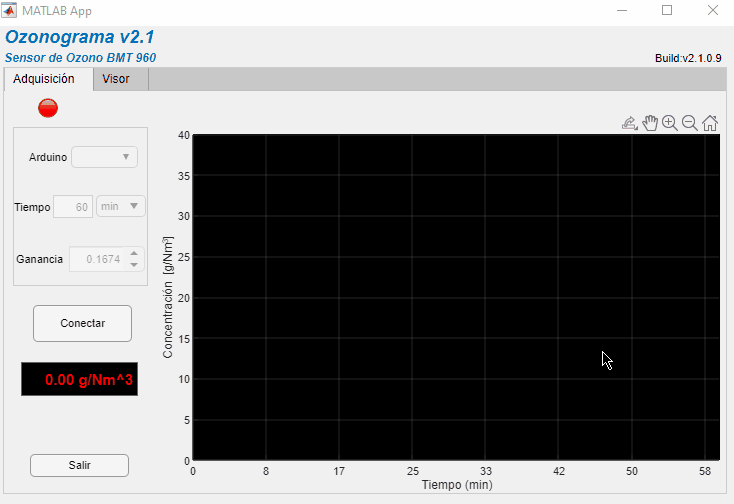 MATLAB App
Ozonograma v2.1
Sensor de Ozono BMT 960
Build:v2.1.0.9
Adquisición
Visor
Arduino
Tiempo 60 min
Ganancia 0.1674
Conectar
0.00 g/Nm^3
Salir
40
35
30
25
20
15
10
5
0
Concentración [g/Nm³]
0 8 17 25 33 42 50 58
Tiempo (min)